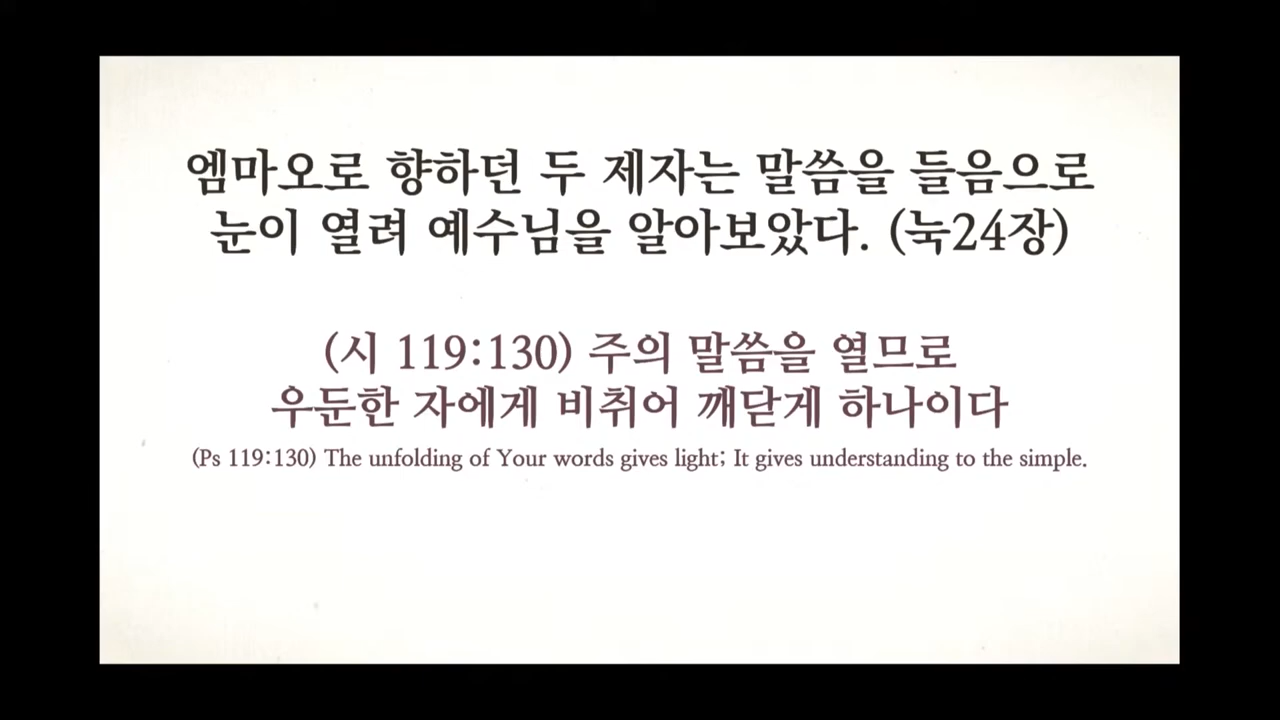 엠마오로 향하던 두 제자는 말씀을 들음으로
눈이 열려 예수님을 알아보았다. (눅24장)
(시 119:130) 주의 말씀을 열므로
우둔한 자에게 비취어 깨닫게 하나이다
(Ps 119:130) The unfolding of Your words gives light; It gives understanding to the simple.